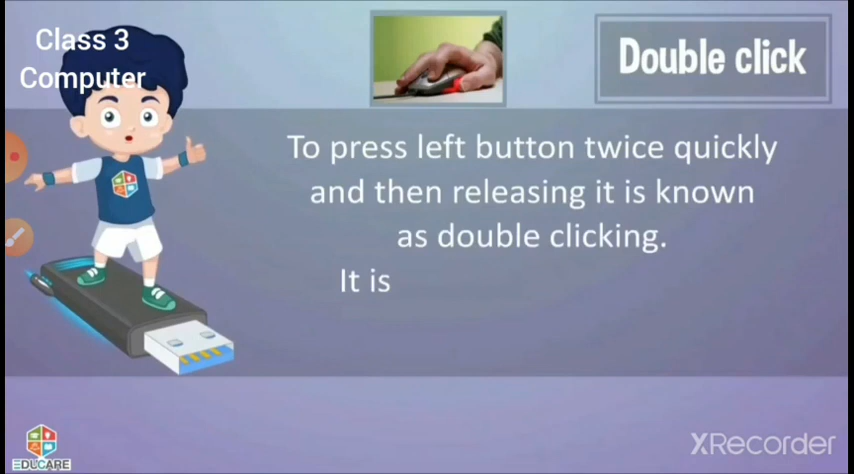 Class 3
Computer
Double click
To press left button twice quickly
and then releasing it is known
as double clicking.
It is
EDUCARE
XRecorder